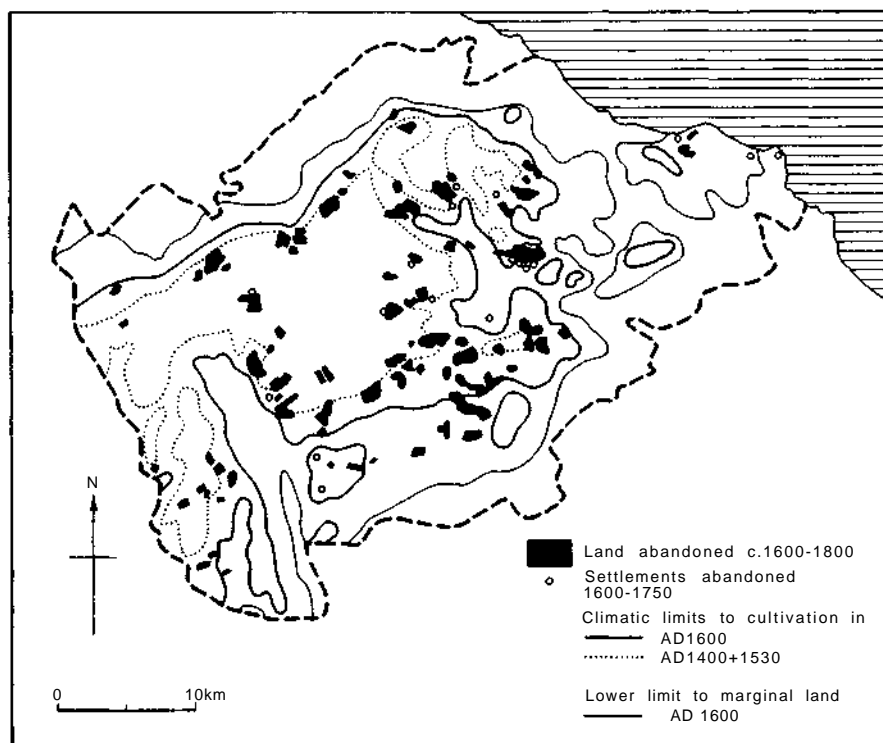 N
0 10km
Land abandoned c.1600-1800
Settlements abandoned
1600-1750
Climatic limits to cultivation in
AD1600
AD1400+1530
Lower limit to marginal land
AD 1600